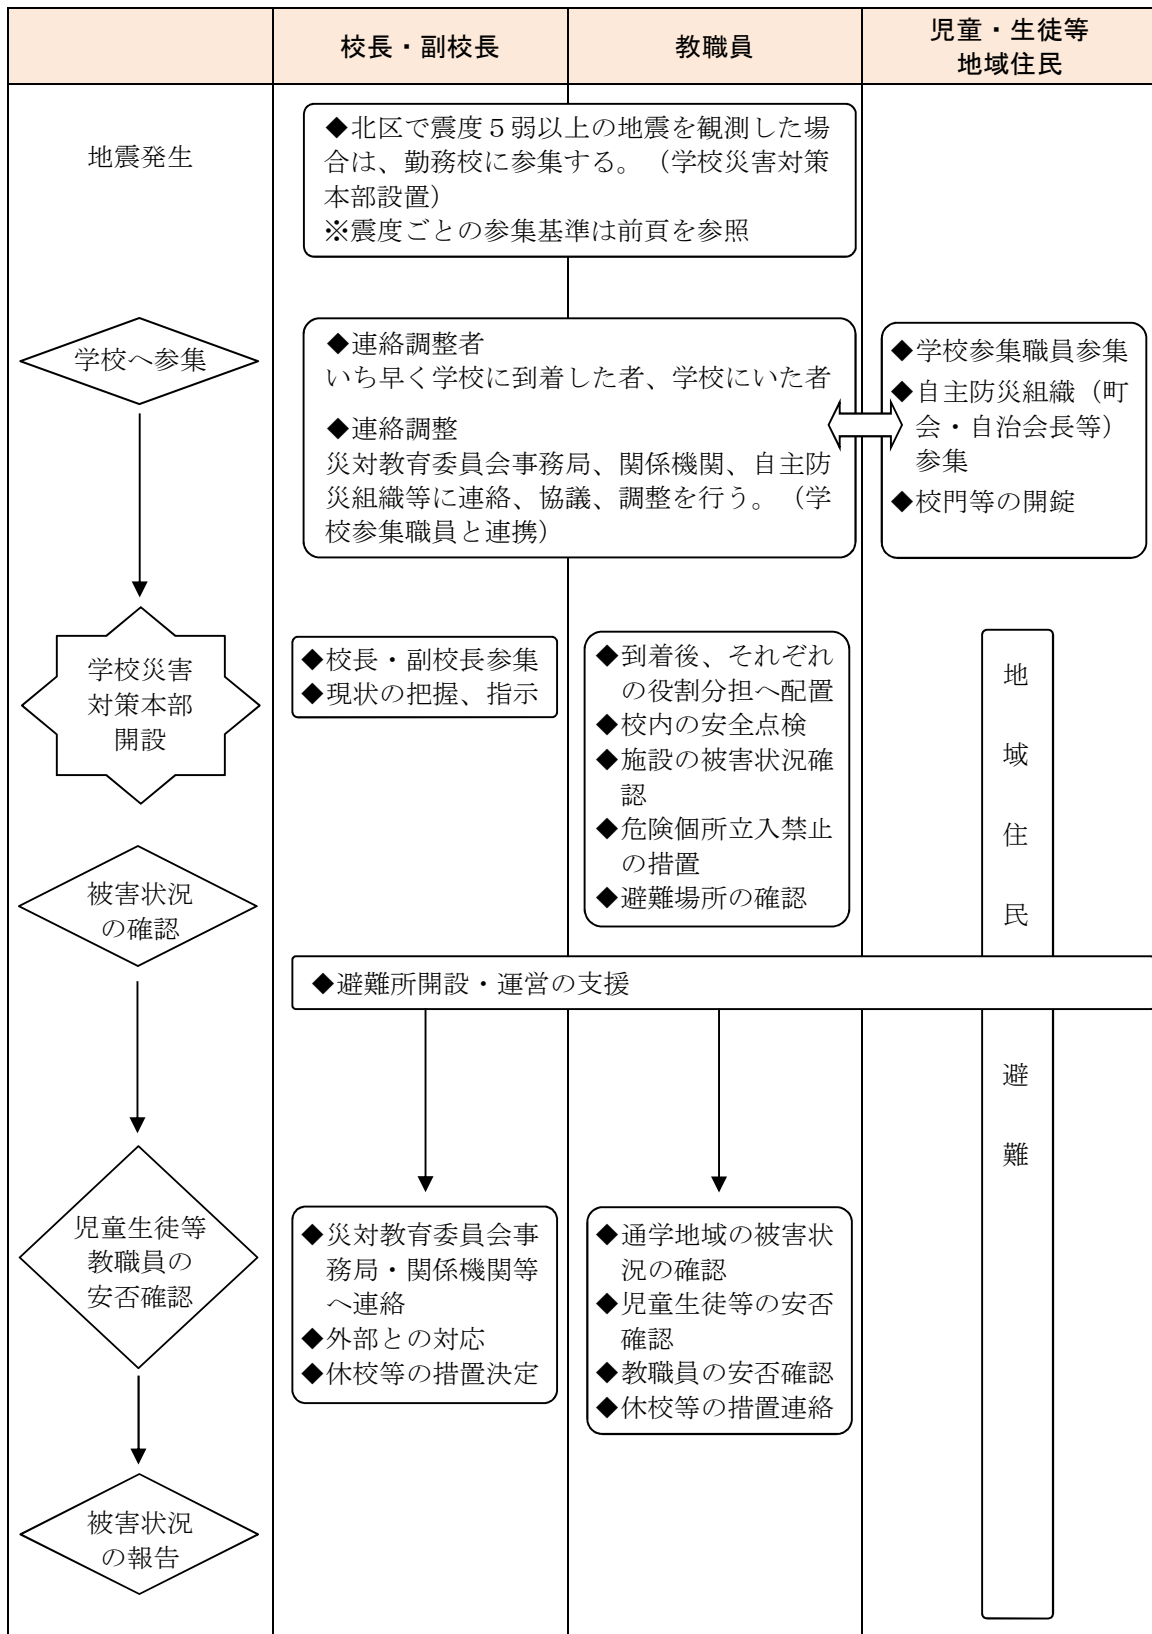 校長・副校長
教職員
児童・生徒等
地域住民
地震発生
◆北区で震度５弱以上の地震を観測した場
合は、勤務校に参集する。（学校災害対策
本部設置）
※震度ごとの参集基準は前頁を参照
学校へ参集
◆連絡調整者
いち早く学校に到着した者、学校にいた者
◆連絡調整
災対教育委員会事務局、関係機関、自主防
災組織等に連絡、協議、調整を行う。（学
校参集職員と連携）
◆学校参集職員参集
◆自主防災組織（町
会・自治会長等）
参集
◆校門等の開錠
学校災害
対策本部
開設
◆校長・副校長参集
◆現状の把握、指示
◆到着後、それぞれ
の役割分担へ配置
◆校内の安全点検
◆施設の被害状況確
認
◆危険個所立入禁止
の措置
◆避難場所の確認
地
域
住
民
避
難
被害状況
の確認
◆避難所開設・運営の支援
児童生徒等
教職員の
安否確認
◆災対教育委員会事
務局・関係機関等
へ連絡
◆外部との対応
◆休校等の措置決定
◆通学地域の被害状
況の確認
◆児童生徒等の安否
確認
◆教職員の安否確認
◆休校等の措置連絡
被害状況
の報告